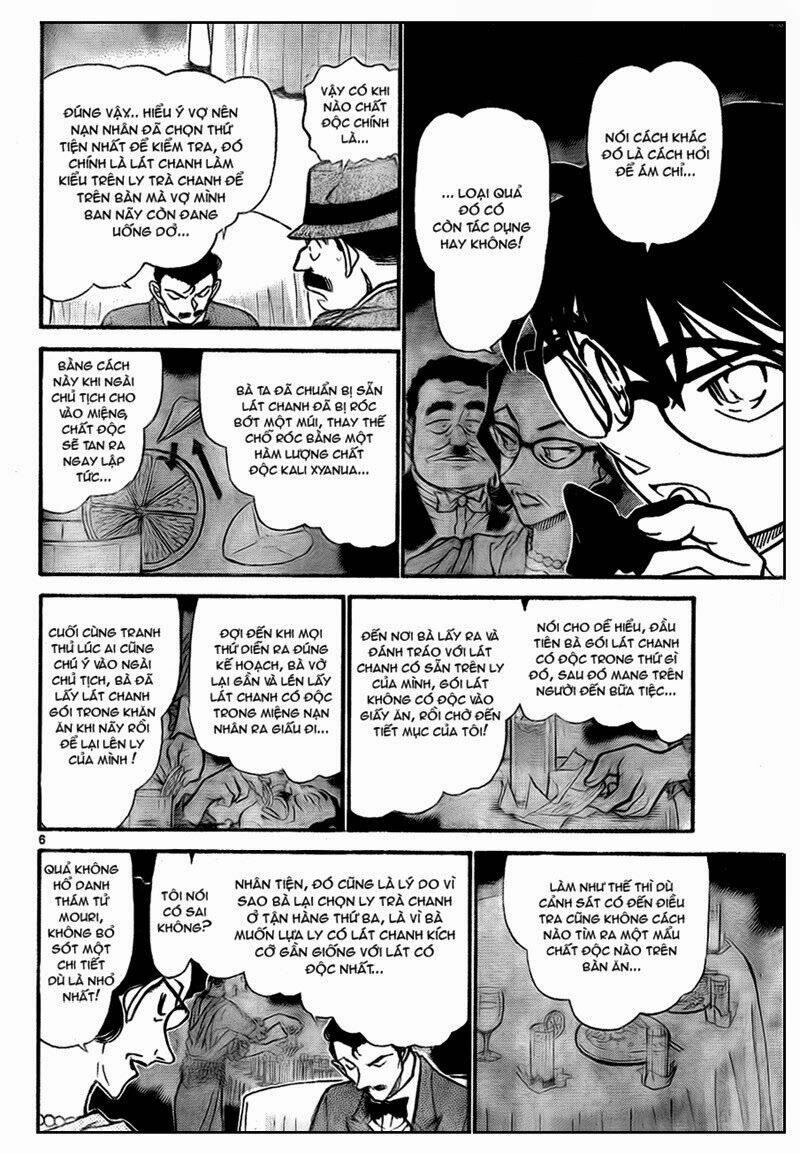 NÓI CÁCH KHÁC
ĐÓ LÀ CÁCH HỎI
ĐỂ ÁM CHỈ...
... LOẠI QUẢ
ĐÓ CÓ
CÒN TÁC DỤNG
HAY KHÔNG!
VẬY CÓ KHI
NÀO CHẤT
ĐỘC CHÍNH
LÀ...
ĐÚNG VẬY.. HIỂU Ý VỢ NÊN
NẠN NHÂN ĐÃ CHỌN THỨ
TIỆN NHẤT ĐỂ KIỂM TRA, ĐÓ
CHÍNH LÀ LÁT CHANH LÀM
KIỂU TRÊN LY TRÀ CHANH ĐỂ
TRÊN BÀN MÀ VỢ MÌNH
BAN NÃY CÒN ĐANG
UỐNG DỞ...
BÀ TA ĐÃ CHUẨN BỊ SẴN
LÁT CHANH ĐÃ BỊ RÓC
BỚT MỘT MÚI, THAY THẾ
CHỖ RÓC BẰNG MỘT
HÀM LƯỢNG CHẤT
ĐỘC KALI XYANUA...
BẰNG CÁCH
NÀY KHI NGÀI
CHỦ TỊCH CHO
VÀO MIỆNG,
CHẤT ĐỘC
SẼ TAN RA
NGAY LẬP
TỨC...
NÓI CHO DỄ HIỂU, ĐẦU
TIÊN BÀ GÓI LÁT CHANH
CÓ ĐỘC TRONG THỨ GÌ
ĐÓ, SAU ĐÓ MANG TRÊN
NGƯỜI ĐẾN BỮA TIỆC...
ĐẾN NƠI BÀ LẤY RA VÀ
ĐÁNH TRÁO VỚI LÁT
CHANH CÓ SẴN TRÊN LY
CỦA MÌNH, GÓI LÁT
KHÔNG CÓ ĐỘC VÀO
GIẤY ĂN, RỒI CHỜ ĐẾN
TIẾT MỤC CỦA TÔI!
ĐỢI ĐẾN KHI MỌI
THỨ DIỄN RA ĐÚNG
KẾ HOẠCH, BÀ VỜ
LẠI GẦN VÀ LÉN LẤY
LÁT CHANH CÓ ĐỘC
TRONG MIỆNG NẠN
NHÂN RA GIẤU ĐI...
CUỐI CÙNG TRANH
THỦ LÚC AI CŨNG
CHÚ Ý VÀO NGÀI
CHỦ TỊCH, BÀ ĐÃ
LẤY LÁT CHANH
GÓI TRONG KHĂN
ĂN KHI NÃY RỒI
ĐỂ LẠI LÊN LY
CỦA MÌNH!
6
LÀM NHƯ THẾ THÌ DÙ
CẢNH SÁT CÓ ĐẾN ĐIỀU
TRA CŨNG KHÔNG CÁCH
NÀO TÌM RA MỘT MẨU
CHẤT ĐỘC NÀO TRÊN
BÀN ĂN...
NHÂN TIỆN, ĐÓ CŨNG LÀ LÝ DO VÌ
SAO BÀ LẠI CHỌN LY TRÀ CHANH
Ở TẬN HÀNG THỨ BA, LÀ VÌ BÀ
MUỐN LỰA LY CÓ LÁT CHANH KÍCH
CỠ GẦN GIỐNG VỚI LÁT CÓ
ĐỘC NHẤT...
TÔI NÓI
CÓ SAI
KHÔNG?
QUẢ KHÔNG
HỔ DANH
THÁM TỬ
MOURI,
KHÔNG BỎ
SÓT MỘT
CHI TIẾT
DÙ LÀ NHỎ
NHẤT!